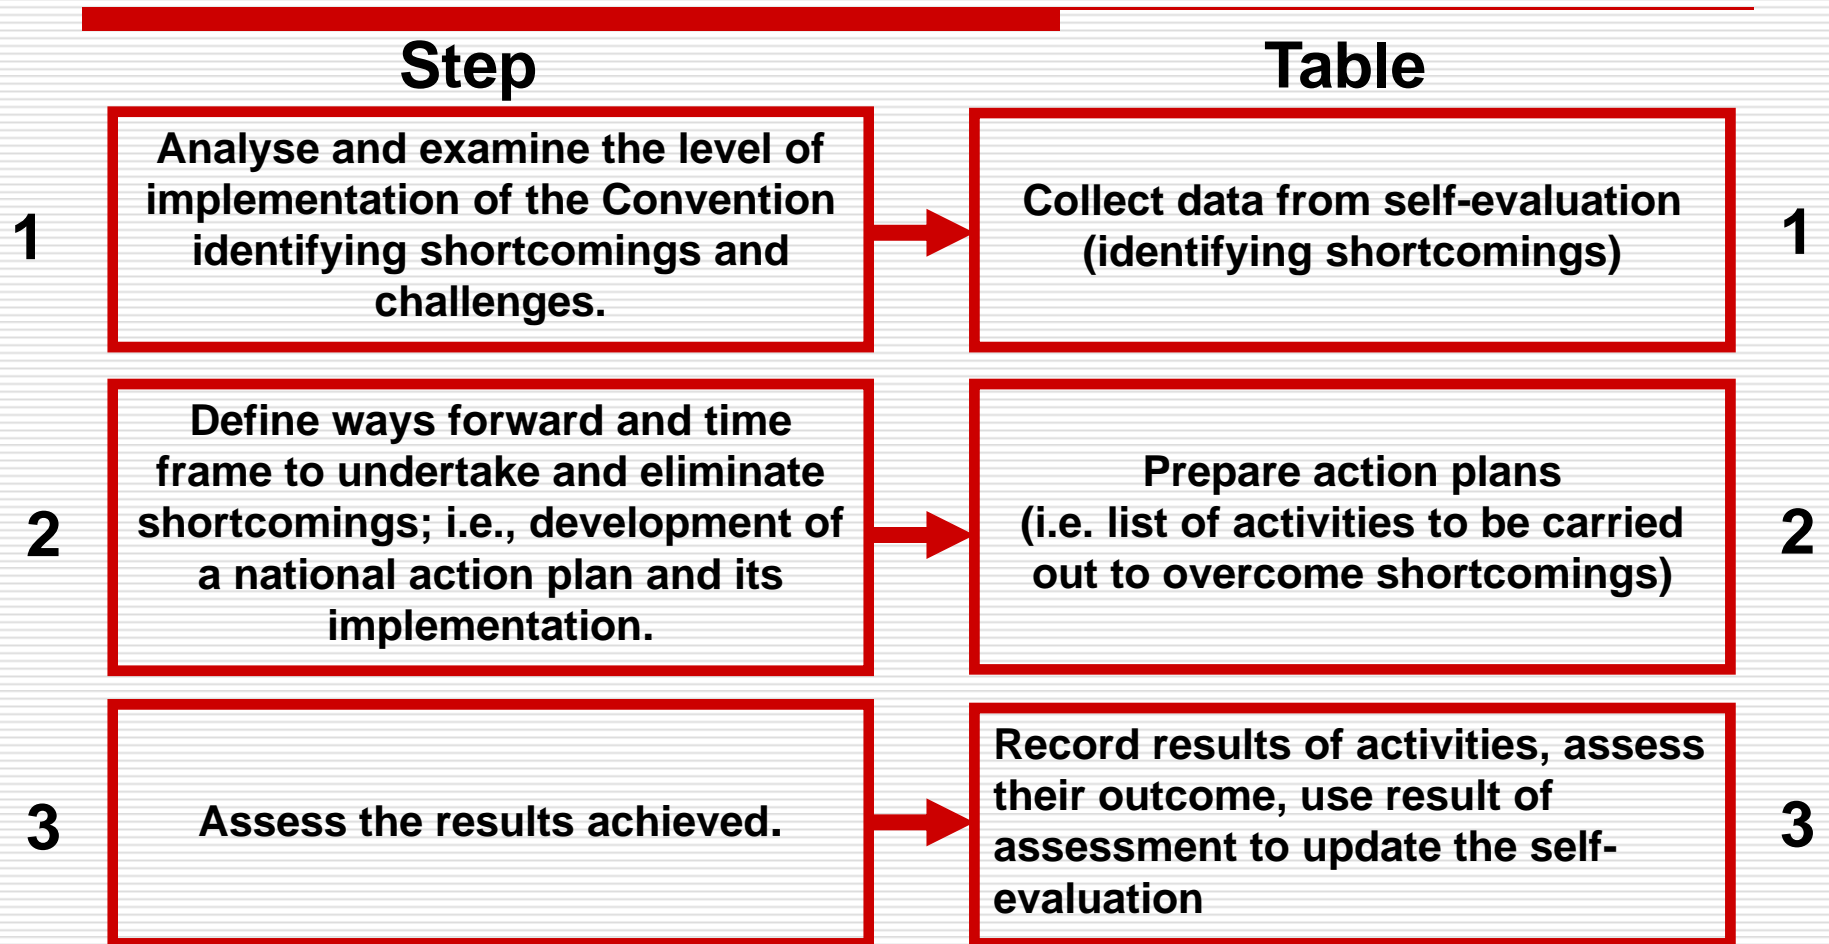 Step
Table
1
Analyse and examine the level of
implementation of the Convention
identifying shortcomings and
challenges.
Collect data from self-evaluation
(identifying shortcomings)
1
2
Define ways forward and time
frame to undertake and eliminate
shortcomings; i.e., development of
a national action plan and its
implementation.
Prepare action plans
(i.e. list of activities to be carried
out to overcome shortcomings)
2
3
Assess the results achieved.
Record results of activities, assess
their outcome, use result of
assessment to update the self-
evaluation
3